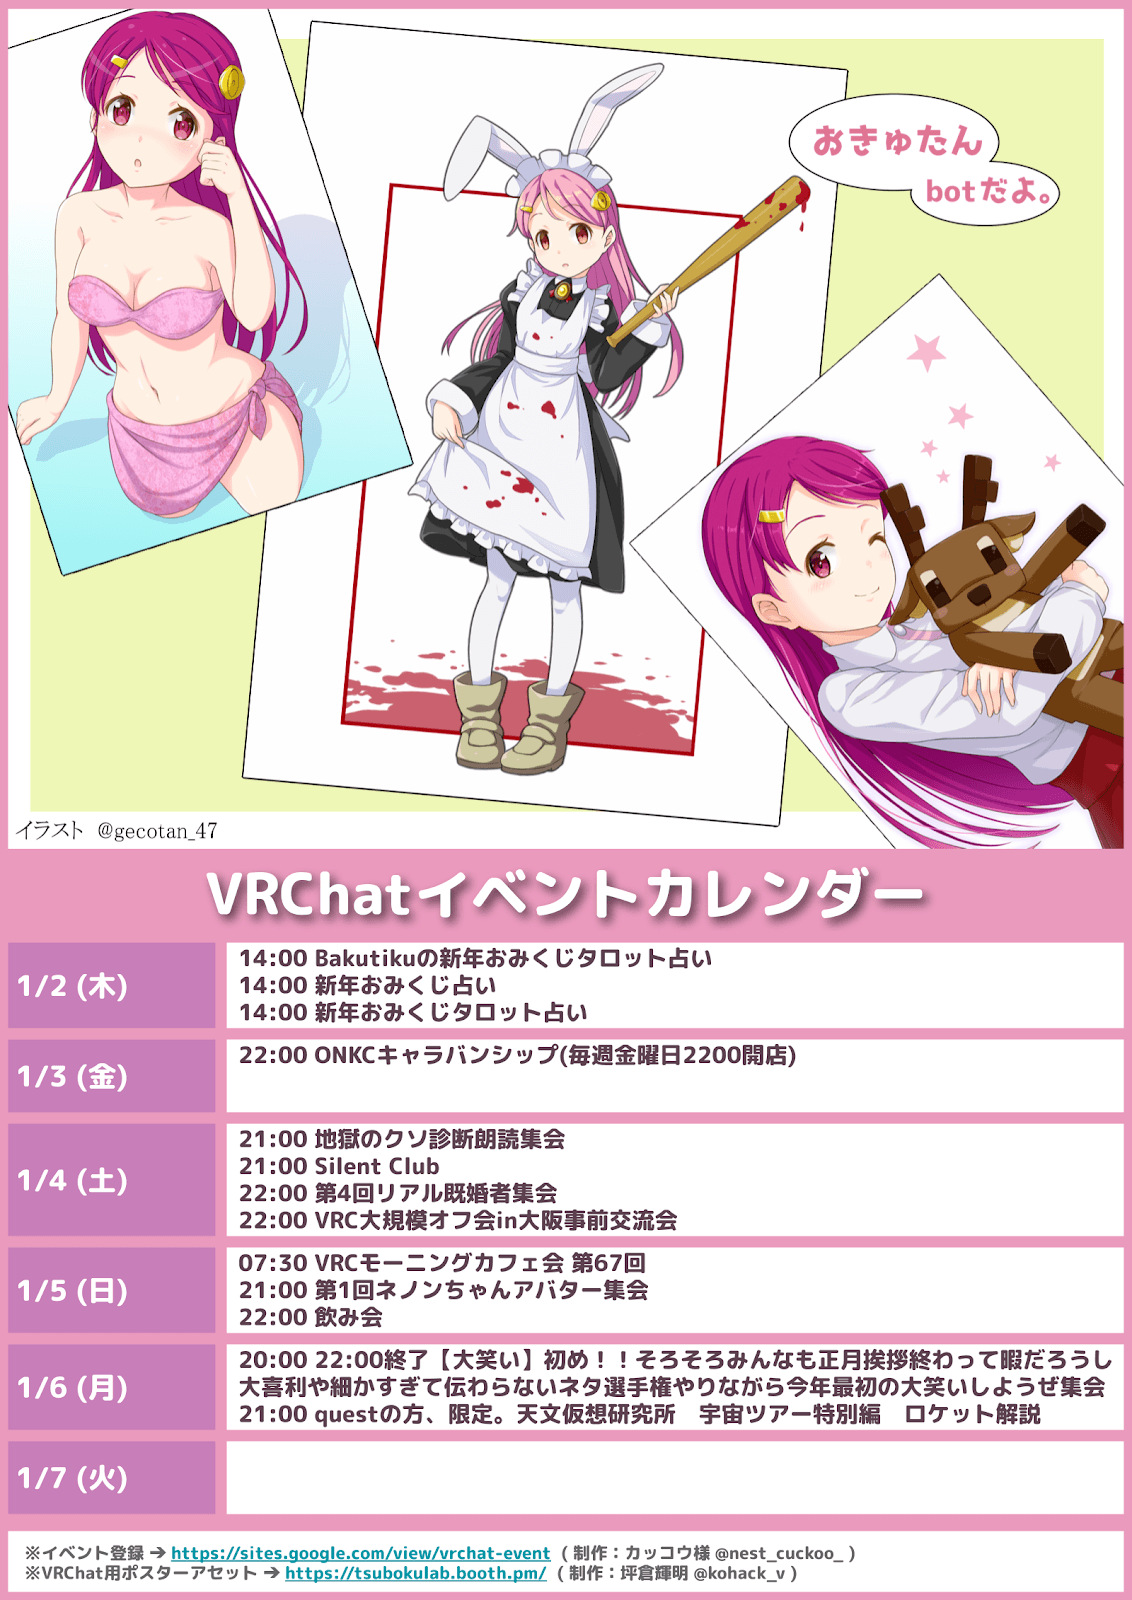 おきゅたん
botだよ。
イラスト @gecotan_47
VRChatイベントカレンダー
1/2 (木)
14:00 Bakutikuの新年おみくじタロット占い
14:00 新年おみくじ占い
14:00 新年おみくじタロット占い
1/3 (金)
22:00 ONKCキャラバンシップ(毎週金曜日2200開店)
1/4 (土)
21:00 地獄のクソ診断朗読集会
21:00 Silent Club
22:00 第4回リアル既婚者集会
22:00 VRC大規模オフ会in大阪事前交流会
1/5 (日)
07:30 VRCモーニングカフェ会 第67回
21:00 第1回ネノンちゃんアバター集会
22:00 飲み会
1/6 (月)
20:00 22:00終了【大笑い】初め！！そろそろみんなも正月挨拶終わって暇だろうし
大喜利や細かすぎて伝わらないネタ選手権やりながら今年最初の大笑いしようぜ集会
21:00 questの方、限定。天文仮想研究所　宇宙ツアー特別編　ロケット解説
1/7 (火)
※イベント登録 → https://sites.google.com/view/vrchat-event （制作：カッコウ様 @nest_cuckoo_ ）
※VRChat用ポスターアセット → https://tsubokulab.booth.pm/ （制作：坪倉輝明 @kohack_v ）